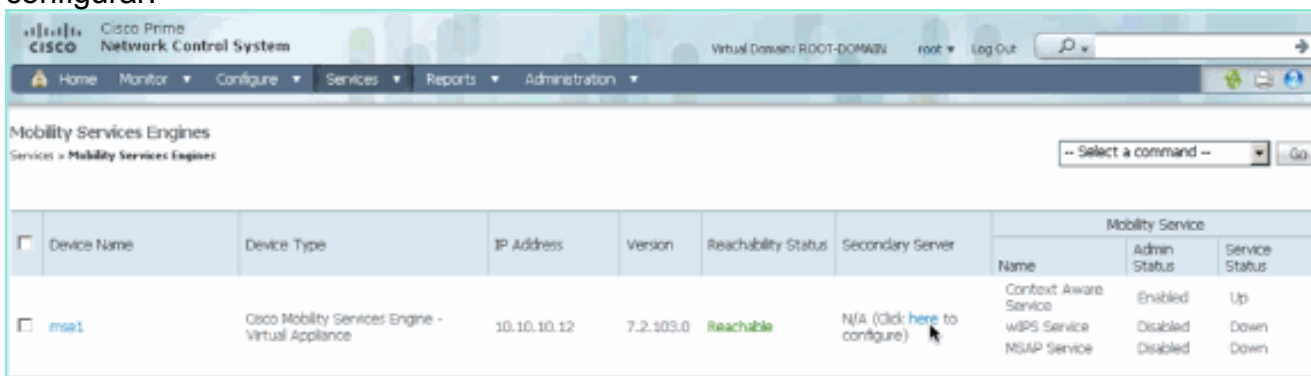 configurar.
Cisco Prime
CISCO Network Control System
Virtual Domain: ROOT-DOMAIN root Log Out
Home Monitor Configure Services Reports Administration
Mobility Services Engines
Services > Mobility Services Engines
-- Select a command -- Go
Mobility Service
Device Name Device Type IP Address Version Reachability Status Secondary Server
Name Admin Status Service Status
mse1 Cisco Mobility Services Engine - Virtual Appliance 10.10.10.12 7.2.103.0 Reachable N/A (Click here to configure)
Context Aware Service Enabled Up
wIPS Service Disabled Down
MSAP Service Disabled Down